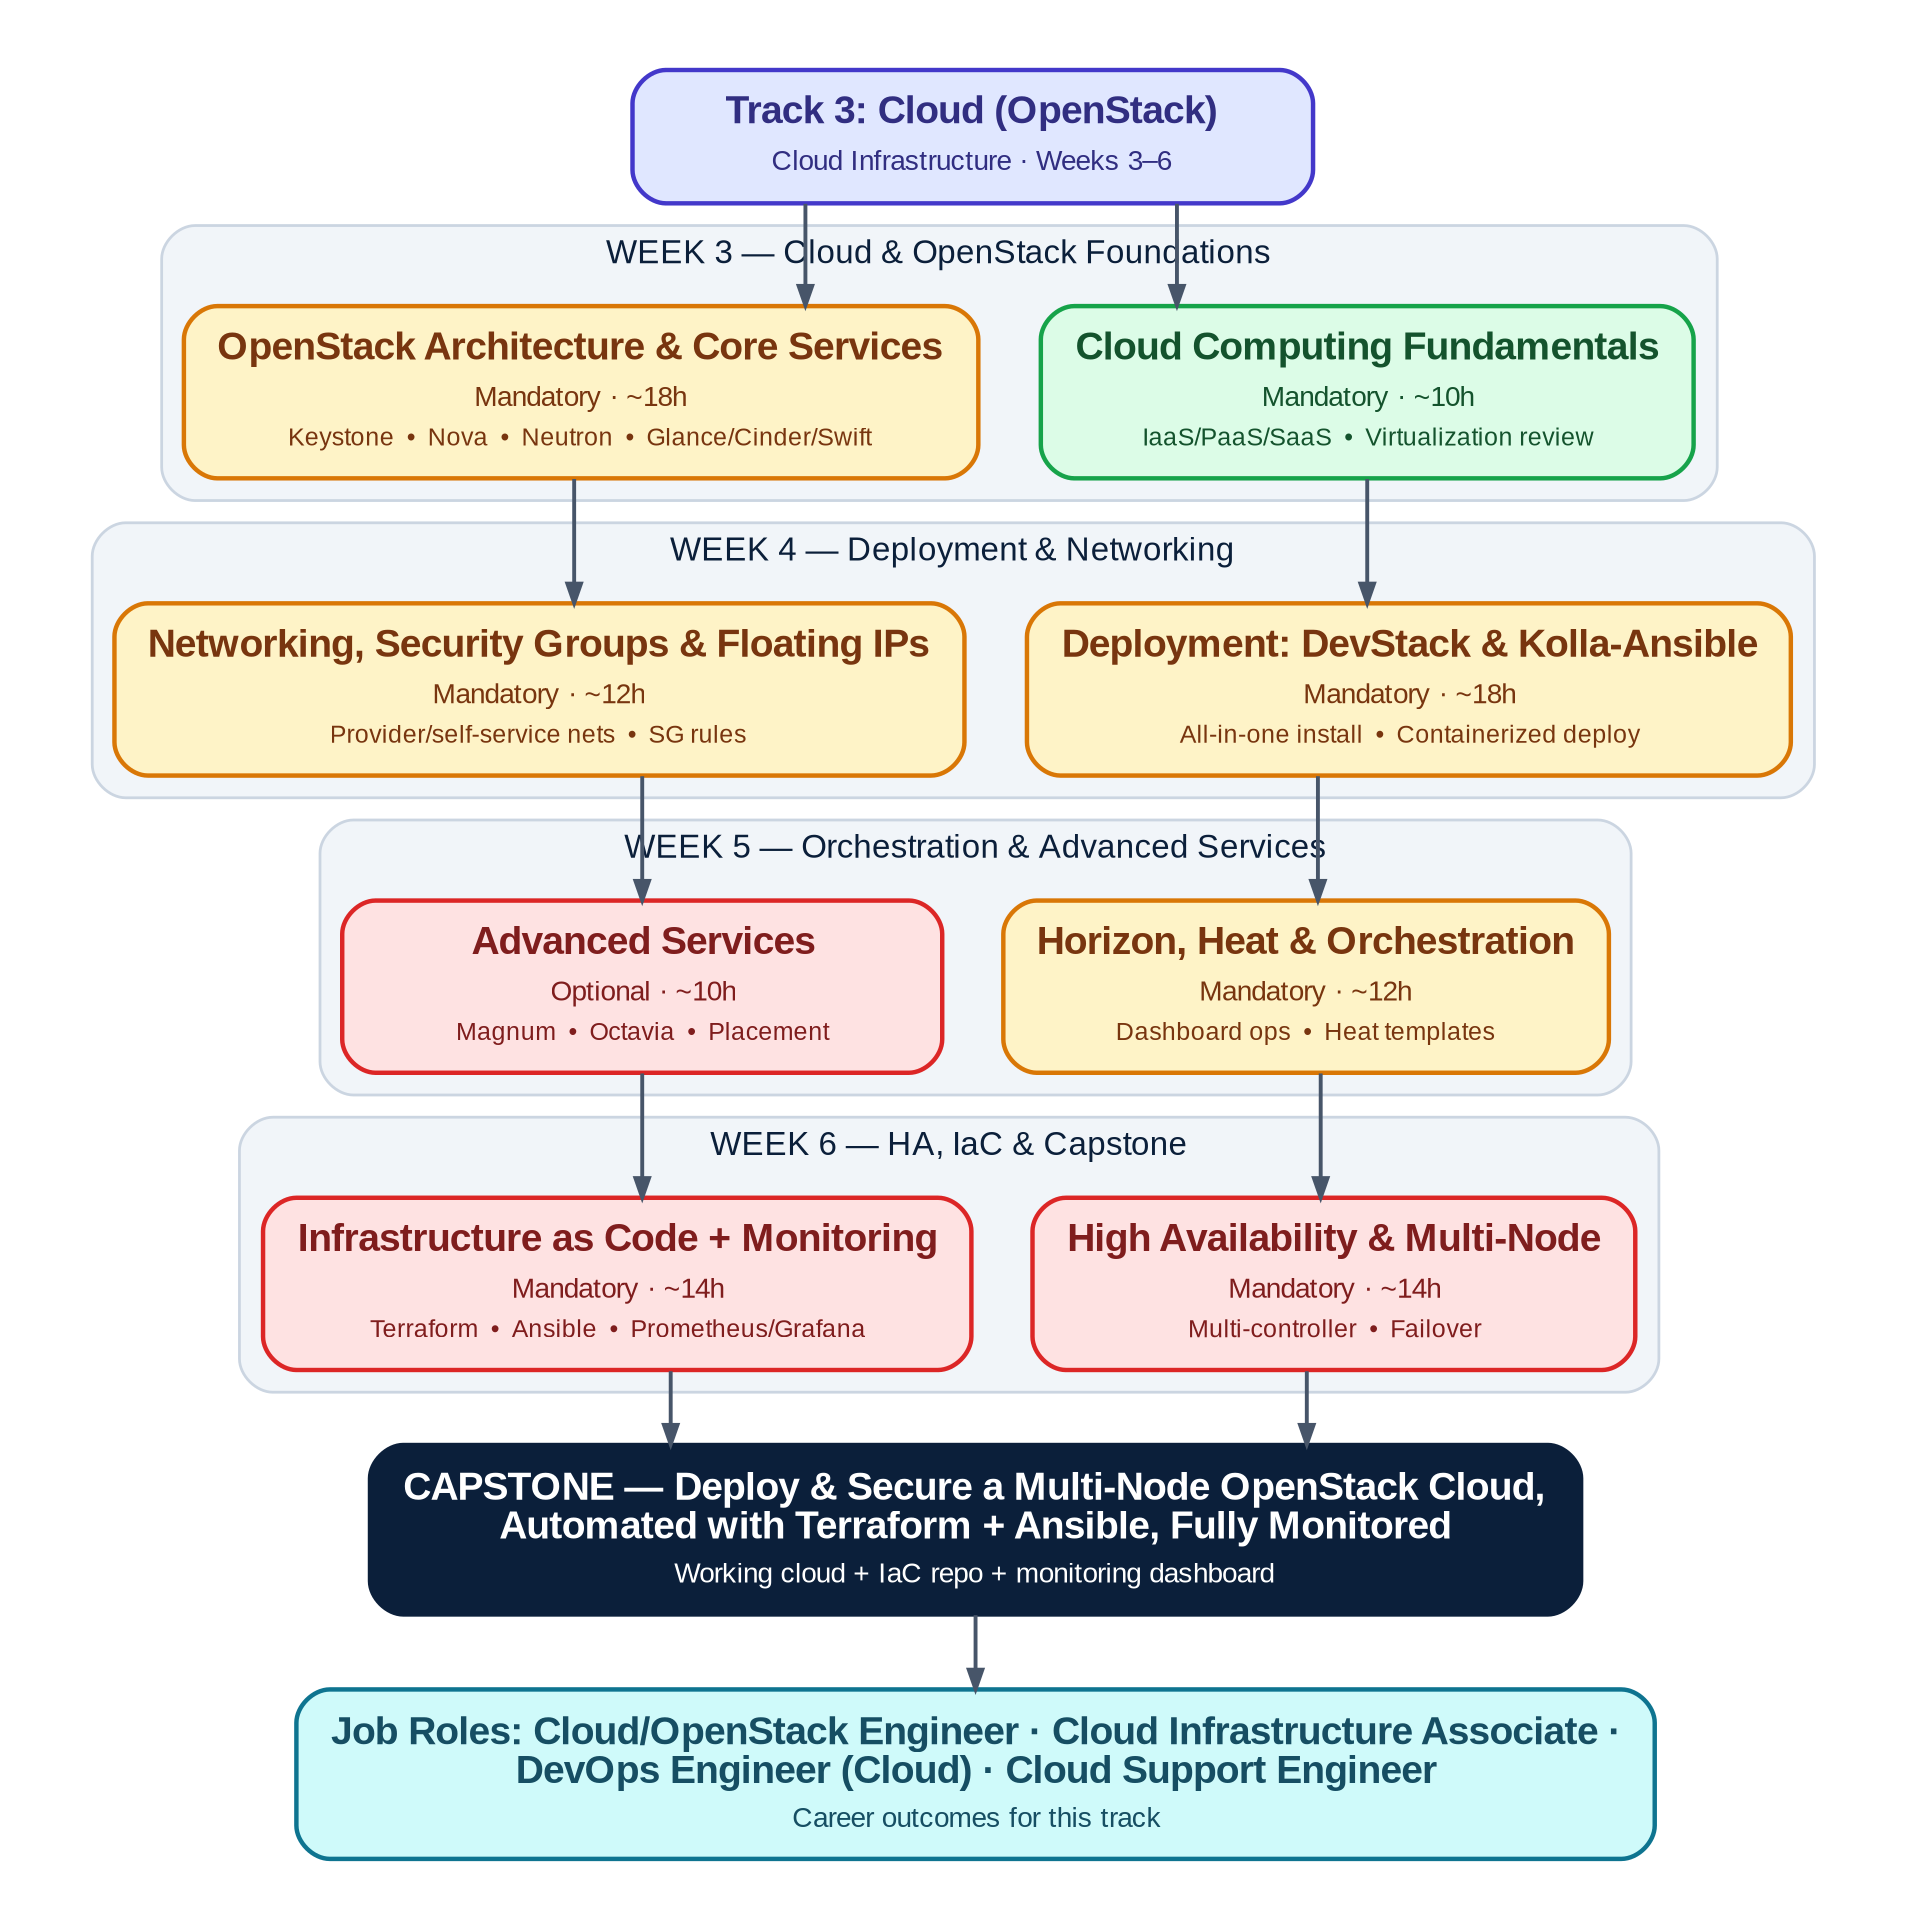 Track 3: Cloud (OpenStack)
Cloud Infrastructure · Weeks 3–6
WEEK 3 — Cloud & OpenStack Foundations
OpenStack Architecture & Core Services
Mandatory · ~18h
Keystone • Nova • Neutron • Glance/Cinder/Swift
Cloud Computing Fundamentals
Mandatory · ~10h
IaaS/PaaS/SaaS • Virtualization review
WEEK 4 — Deployment & Networking
Networking, Security Groups & Floating IPs
Mandatory · ~12h
Provider/self-service nets • SG rules
Deployment: DevStack & Kolla-Ansible
Mandatory · ~18h
All-in-one install • Containerized deploy
WEEK 5 — Orchestration & Advanced Services
Advanced Services
Optional · ~10h
Magnum • Octavia • Placement
Horizon, Heat & Orchestration
Mandatory · ~12h
Dashboard ops • Heat templates
WEEK 6 — HA, IaC & Capstone
Infrastructure as Code + Monitoring
Mandatory · ~14h
Terraform • Ansible • Prometheus/Grafana
High Availability & Multi-Node
Mandatory · ~14h
Multi-controller • Failover
CAPSTONE — Deploy & Secure a Multi-Node OpenStack Cloud,
Automated with Terraform + Ansible, Fully Monitored
Working cloud + IaC repo + monitoring dashboard
Job Roles: Cloud/OpenStack Engineer · Cloud Infrastructure Associate ·
DevOps Engineer (Cloud) · Cloud Support Engineer
Career outcomes for this track